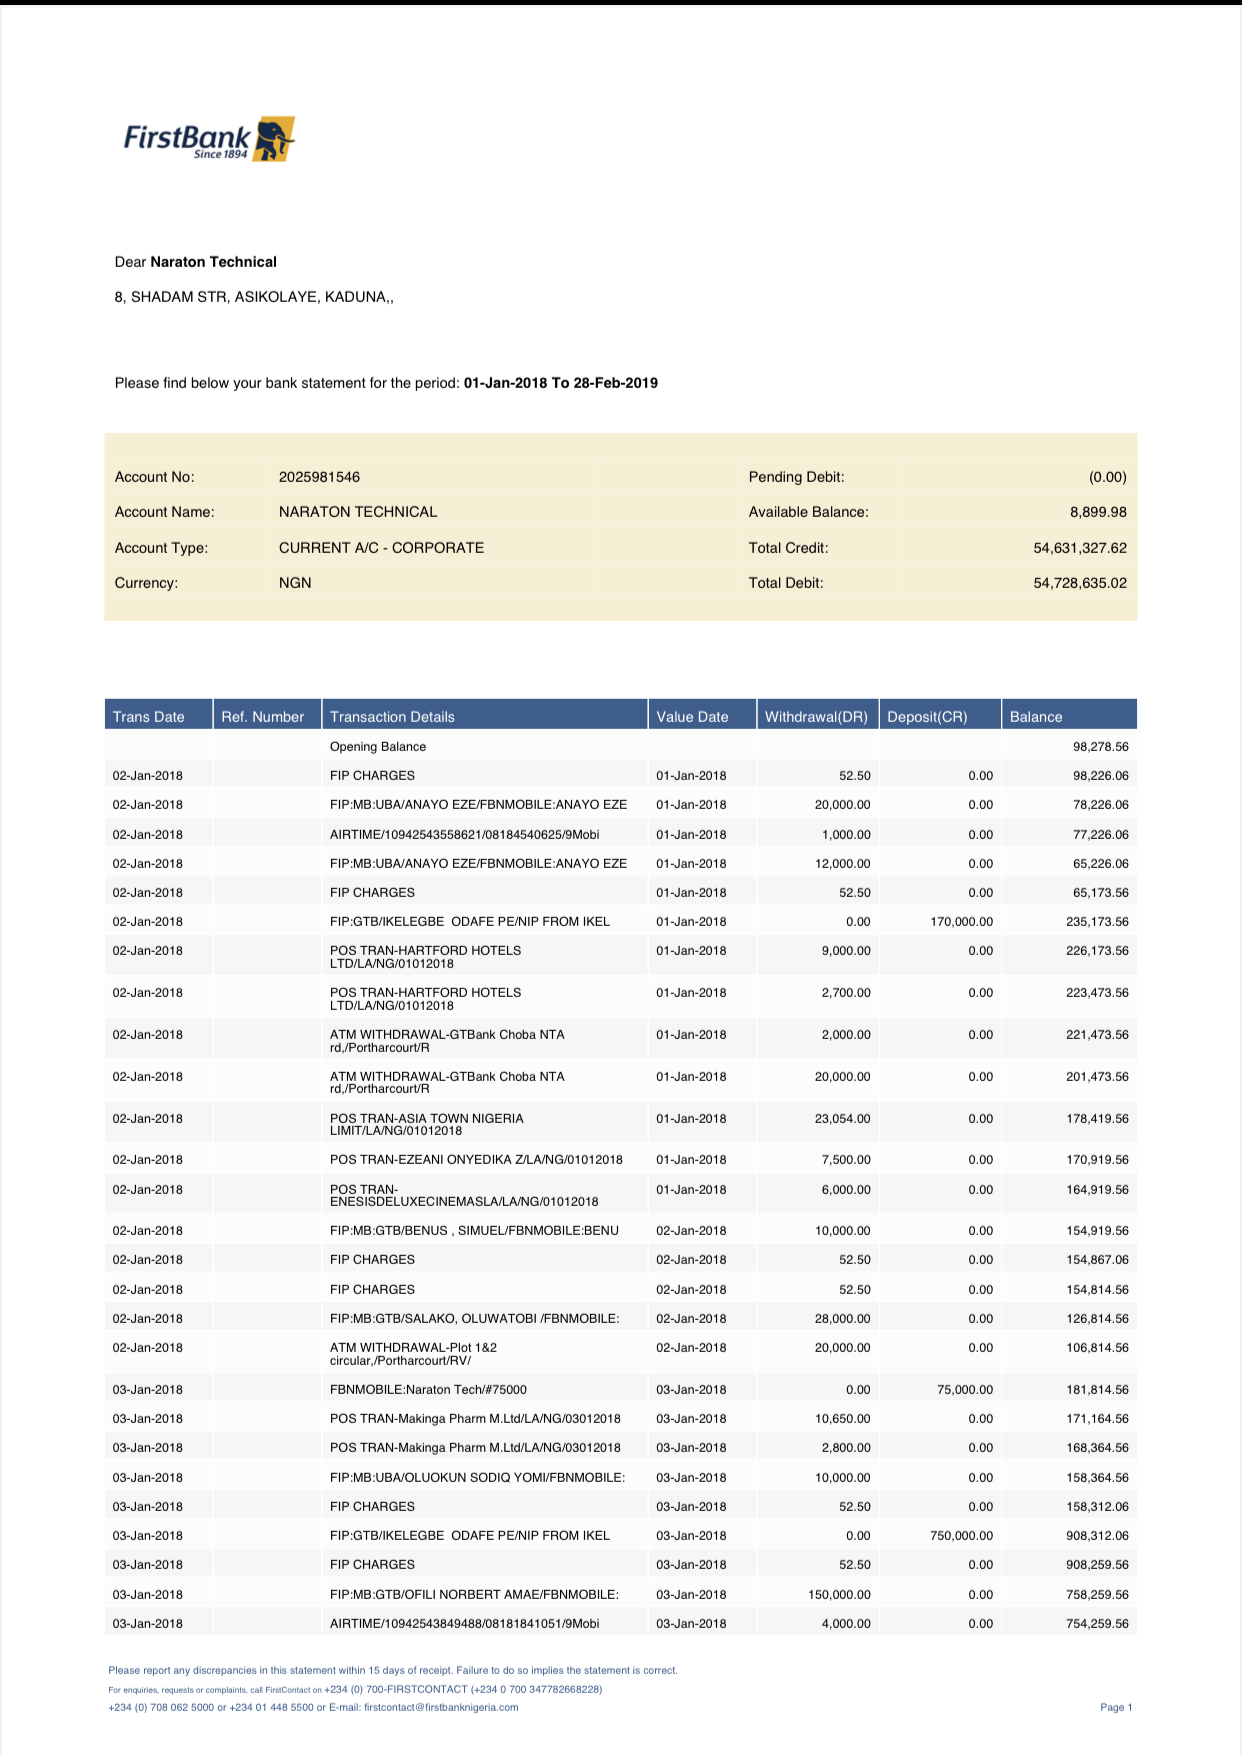 FirstBank
Since 1894
Dear Naraton Technical
8, SHADAM STR, ASIKOLAYE, KADUNA,,
Please find below your bank statement for the period: 01-Jan-2018 To 28-Feb-2019
Account No: 2025981546 Pending Debit: (0.00)
Account Name: NARATON TECHNICAL Available Balance: 8,899.98
Account Type: CURRENT A/C - CORPORATE Total Credit: 54,631,327.62
Currency: NGN Total Debit: 54,728,635.02
Trans Date Ref. Number Transaction Details Value Date Withdrawal(DR) Deposit(CR) Balance
Opening Balance 98,278.56
02-Jan-2018 FIP CHARGES 01-Jan-2018 52.50 0.00 98,226.06
02-Jan-2018 FIP:MB:UBA/ANAYO EZE/FBNMOBILE:ANAYO EZE 01-Jan-2018 20,000.00 0.00 78,226.06
02-Jan-2018 AIRTIME/10942543558621/08184540625/9Mobi 01-Jan-2018 1,000.00 0.00 77,226.06
02-Jan-2018 FIP:MB:UBA/ANAYO EZE/FBNMOBILE:ANAYO EZE 01-Jan-2018 12,000.00 0.00 65,226.06
02-Jan-2018 FIP CHARGES 01-Jan-2018 52.50 0.00 65,173.56
02-Jan-2018 FIP:GTB/IKELEGBE  ODAFE PE/NIP FROM IKEL 01-Jan-2018 0.00 170,000.00 235,173.56
02-Jan-2018 POS TRAN-HARTFORD HOTELS 01-Jan-2018 9,000.00 0.00 226,173.56
LTD/LA/NG/01012018
02-Jan-2018 POS TRAN-HARTFORD HOTELS 01-Jan-2018 2,700.00 0.00 223,473.56
LTD/LA/NG/01012018
02-Jan-2018 ATM WITHDRAWAL-GTBank Choba NTA 01-Jan-2018 2,000.00 0.00 221,473.56
rd,/Portharcourt/R
02-Jan-2018 ATM WITHDRAWAL-GTBank Choba NTA 01-Jan-2018 20,000.00 0.00 201,473.56
rd,/Portharcourt/R
02-Jan-2018 POS TRAN-ASIA TOWN NIGERIA 01-Jan-2018 23,054.00 0.00 178,419.56
LIMIT/LA/NG/01012018
02-Jan-2018 POS TRAN-EZEANI ONYEDIKA Z/LA/NG/01012018 01-Jan-2018 7,500.00 0.00 170,919.56
02-Jan-2018 POS TRAN- 01-Jan-2018 6,000.00 0.00 164,919.56
ENESISDELUXECINEMASLA/LA/NG/01012018
02-Jan-2018 FIP:MB:GTB/BENUS , SIMUEL/FBNMOBILE:BENU 02-Jan-2018 10,000.00 0.00 154,919.56
02-Jan-2018 FIP CHARGES 02-Jan-2018 52.50 0.00 154,867.06
02-Jan-2018 FIP CHARGES 02-Jan-2018 52.50 0.00 154,814.56
02-Jan-2018 FIP:MB:GTB/SALAKO, OLUWATOBI /FBNMOBILE: 02-Jan-2018 28,000.00 0.00 126,814.56
02-Jan-2018 ATM WITHDRAWAL-Plot 1&2 02-Jan-2018 20,000.00 0.00 106,814.56
circular,/Portharcourt/RV/
03-Jan-2018 FBNMOBILE:Naraton Tech/#75000 03-Jan-2018 0.00 75,000.00 181,814.56
03-Jan-2018 POS TRAN-Makinga Pharm M.Ltd/LA/NG/03012018 03-Jan-2018 10,650.00 0.00 171,164.56
03-Jan-2018 POS TRAN-Makinga Pharm M.Ltd/LA/NG/03012018 03-Jan-2018 2,800.00 0.00 168,364.56
03-Jan-2018 FIP:MB:UBA/OLUOKUN SODIQ YOMI/FBNMOBILE: 03-Jan-2018 10,000.00 0.00 158,364.56
03-Jan-2018 FIP CHARGES 03-Jan-2018 52.50 0.00 158,312.06
03-Jan-2018 FIP:GTB/IKELEGBE  ODAFE PE/NIP FROM IKEL 03-Jan-2018 0.00 750,000.00 908,312.06
03-Jan-2018 FIP CHARGES 03-Jan-2018 52.50 0.00 908,259.56
03-Jan-2018 FIP:MB:GTB/OFILI NORBERT AMAE/FBNMOBILE: 03-Jan-2018 150,000.00 0.00 758,259.56
03-Jan-2018 AIRTIME/10942543849488/08181841051/9Mobi 03-Jan-2018 4,000.00 0.00 754,259.56
Please report any discrepancies in this statement within 15 days of receipt. Failure to do so implies the statement is correct.
For enquiries, requests or complaints, call FirstContact on +234 (0) 700-FIRSTCONTACT (+234 0 700 347782668228)
+234 (0) 708 062 5000 or +234 01 448 5500 or E-mail: firstcontact@firstbanknigeria.com Page 1